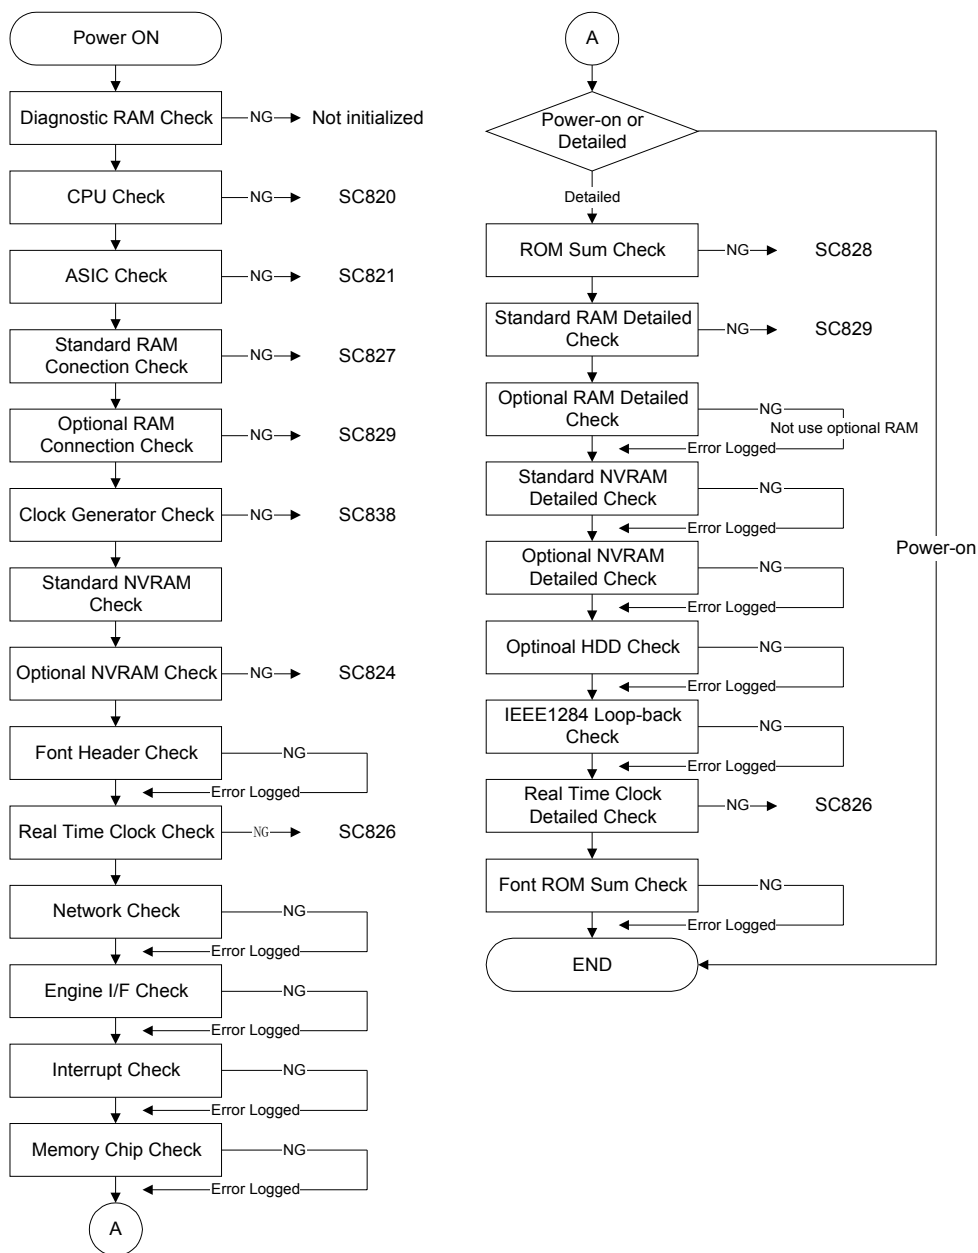 Power ON
Diagnostic RAM Check
NG
Not initialized
CPU Check
NG
SC820
ASIC Check
NG
SC821
Standard RAM
Conection Check
NG
SC827
Optional RAM
Connection Check
NG
SC829
Clock Generator Check
NG
SC838
Standard NVRAM
Check
Optional NVRAM Check
NG
SC824
Font Header Check
NG
Error Logged
Real Time Clock Check
NG
SC826
Network Check
NG
Error Logged
Engine I/F Check
NG
Error Logged
Interrupt Check
NG
Error Logged
Memory Chip Check
NG
Error Logged
A
A
Power-on or
Detailed
Detailed
ROM Sum Check
NG
SC828
Standard RAM Detailed
Check
NG
SC829
Optional RAM Detailed
Check
NG
Not use optional RAM
Error Logged
Standard NVRAM
Detailed Check
NG
Error Logged
Optional NVRAM
Detailed Check
NG
Error Logged
Power-on
Optinoal HDD Check
NG
Error Logged
IEEE1284 Loop-back
Check
NG
Error Logged
Real Time Clock
Detailed Check
NG
SC826
Font ROM Sum Check
NG
Error Logged
END